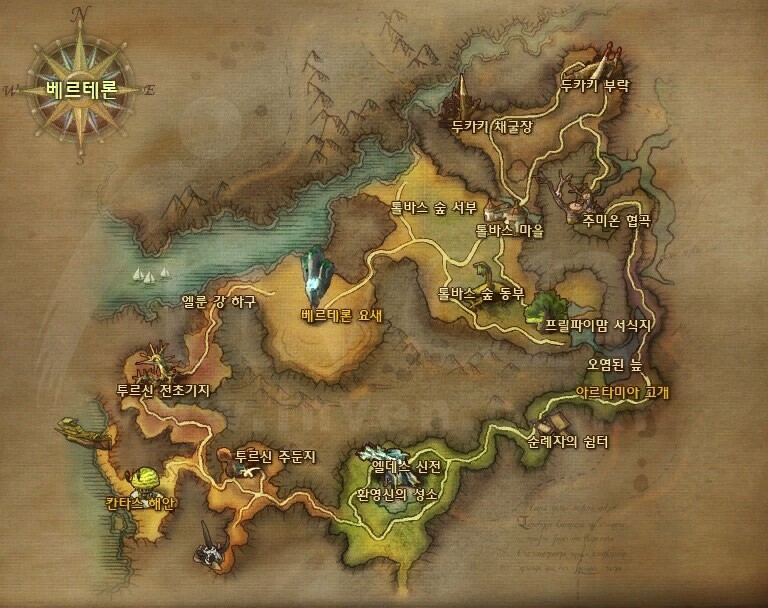 N
W
E
베르테론
두카키 부락
두카키 채굴장
톨바스 숲 서부
주미온 협곡
톨바스 마을
톨바스 숲 동부
엘룬 강 하구
베르테론 요새
프릴파이맘 서식지
오염된 늪
투르신 전초기지
아르타미아 고개
순례자의 쉼터
투르신 주둔지
엘데스 신전
환영신의 성소
칸타스 해안